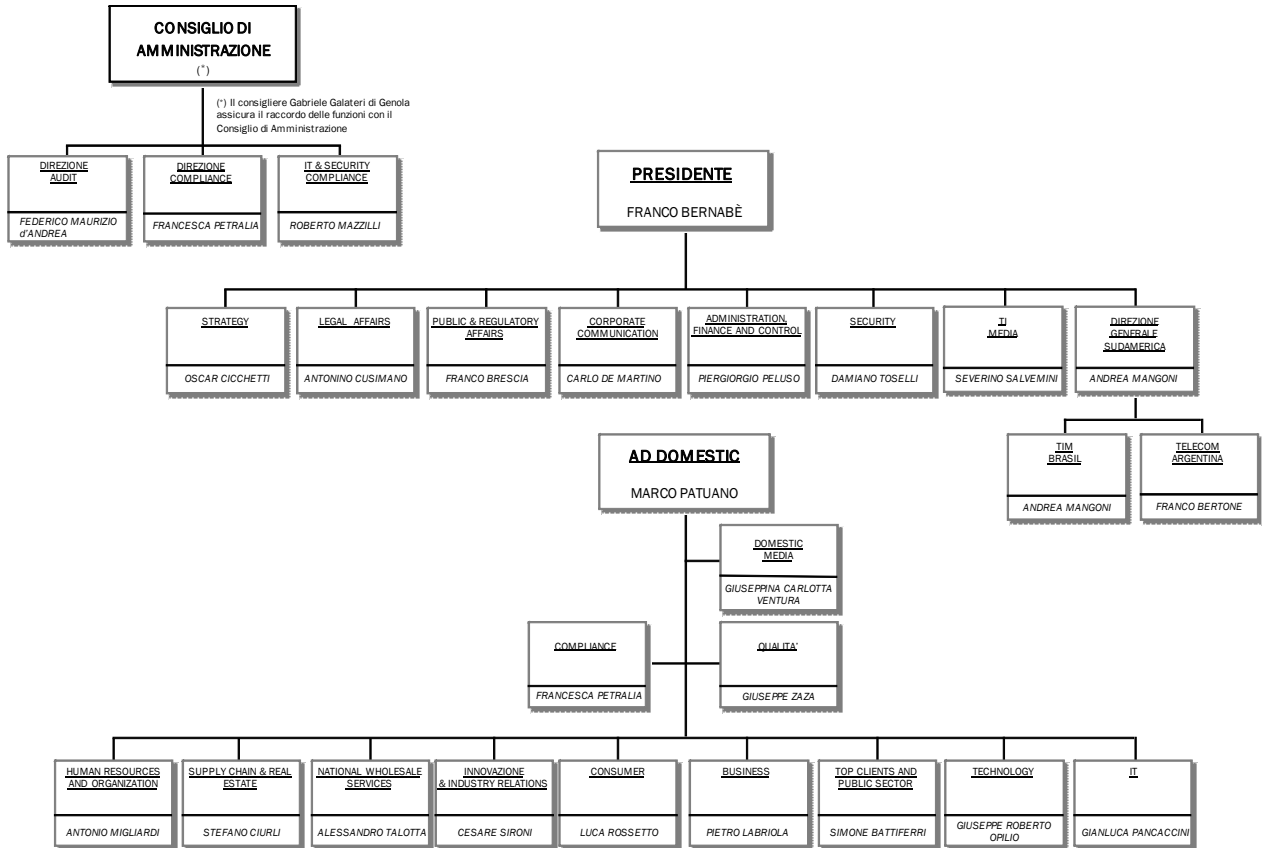 CONSIGLIO DI
AMMINISTRAZIONE
(*)
(*) Il consigliere Gabriele Galateri di Genola
assicura il raccordo delle funzioni con il
Consiglio di Amministrazione
DIREZIONE
AUDIT
FEDERICO MAURIZIO
d'ANDREA
DIREZIONE
COMPLIANCE
FRANCESCA PETRALIA
IT & SECURITY
COMPLIANCE
ROBERTO MAZZILLI
PRESIDENTE
FRANCO BERNABÈ
STRATEGY
OSCAR CICCHETTI
LEGAL AFFAIRS
ANTONINO CUSIMANO
PUBLIC & REGULATORY
AFFAIRS
FRANCO BRESCIA
CORPORATE
COMMUNICATION
CARLO DE MARTINO
ADMINISTRATION,
FINANCE AND CONTROL
PIERGIORGIO PELUSO
SECURITY
DAMIANO TOSELLI
TI
MEDIA
SEVERINO SALVEMINI
DIREZIONE
GENERALE
SUDAMERICA
ANDREA MANGONI
TIM
BRASIL
ANDREA MANGONI
TELECOM
ARGENTINA
FRANCO BERTONE
AD DOMESTIC
MARCO PATUANO
DOMESTIC
MEDIA
GIUSEPPINA CARLOTTA
VENTURA
COMPLIANCE
FRANCESCA PETRALIA
QUALITA'
GIUSEPPE ZAZA
HUMAN RESOURCES
AND ORGANIZATION
ANTONIO MIGLIARDI
SUPPLY CHAIN & REAL
ESTATE
STEFANO CIURLI
NATIONAL WHOLESALE
SERVICES
ALESSANDRO TALOTTA
INNOVAZIONE
& INDUSTRY RELATIONS
CESARE SIRONI
CONSUMER
LUCA ROSSETTO
BUSINESS
PIETRO LABRIOLA
TOP CLIENTS AND
PUBLIC SECTOR
SIMONE BATTIFERRI
TECHNOLOGY
GIUSEPPE ROBERTO
OPILIO
IT
GIANLUCA PANCACCINI